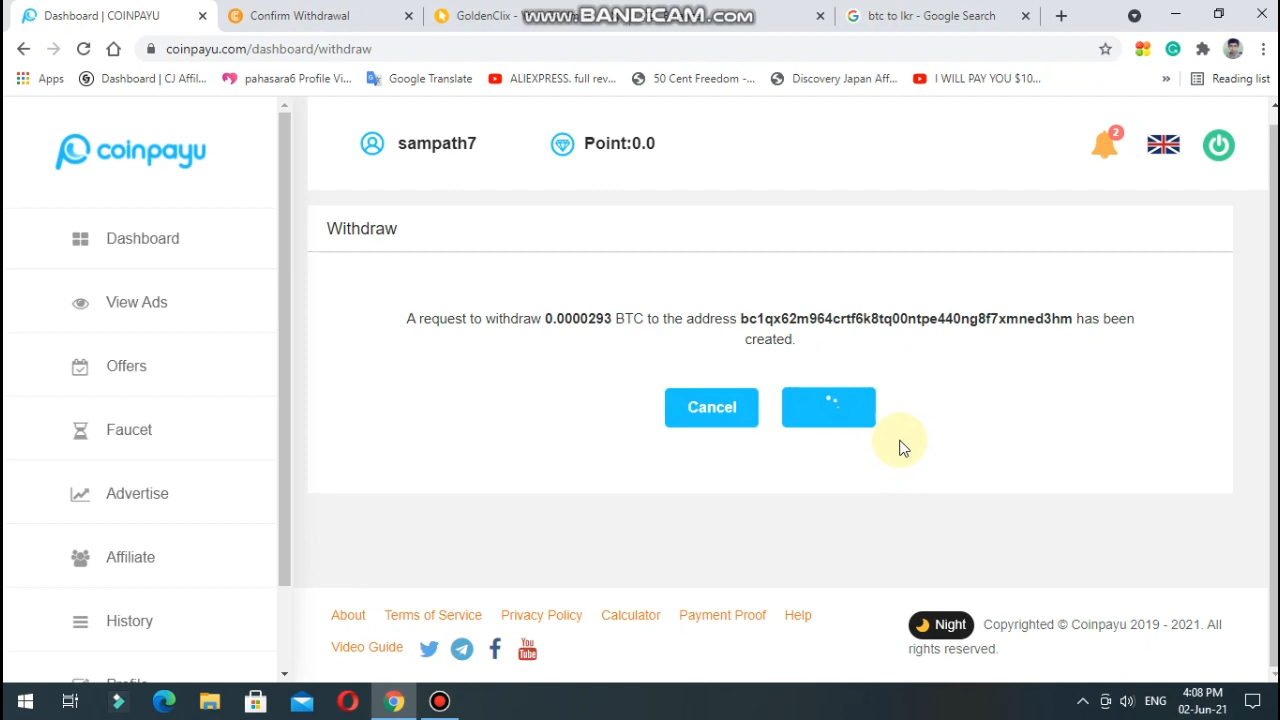 Dashboard | COINPAYU
Confirm Withdrawal
GoldenClix -
www.BANDICAM.com
btc to lkr - Google Search
coinpayu.com/dashboard/withdraw
Apps
Dashboard | CJ Affil...
pahasara6 Profile Vi...
Google Translate
ALIEXPRESS. full rev...
50 Cent Freedom -...
Discovery Japan Aff...
I WILL PAY YOU $10...
»
Reading list
coinpayu
sampath7
Point:0.0
2
Dashboard
View Ads
Offers
Faucet
Advertise
Affiliate
History
Profile
Withdraw
A request to withdraw 0.0000293 BTC to the address bc1qx62m964crtf6k8tq00ntpe440ng8f7xmned3hm has been
created.
Cancel
About Terms of Service Privacy Policy Calculator Payment Proof Help
Video Guide
You
Tube
Night
Copyrighted © Coinpayu 2019 - 2021. All
rights reserved.
ENG
4:08 PM
02-Jun-21